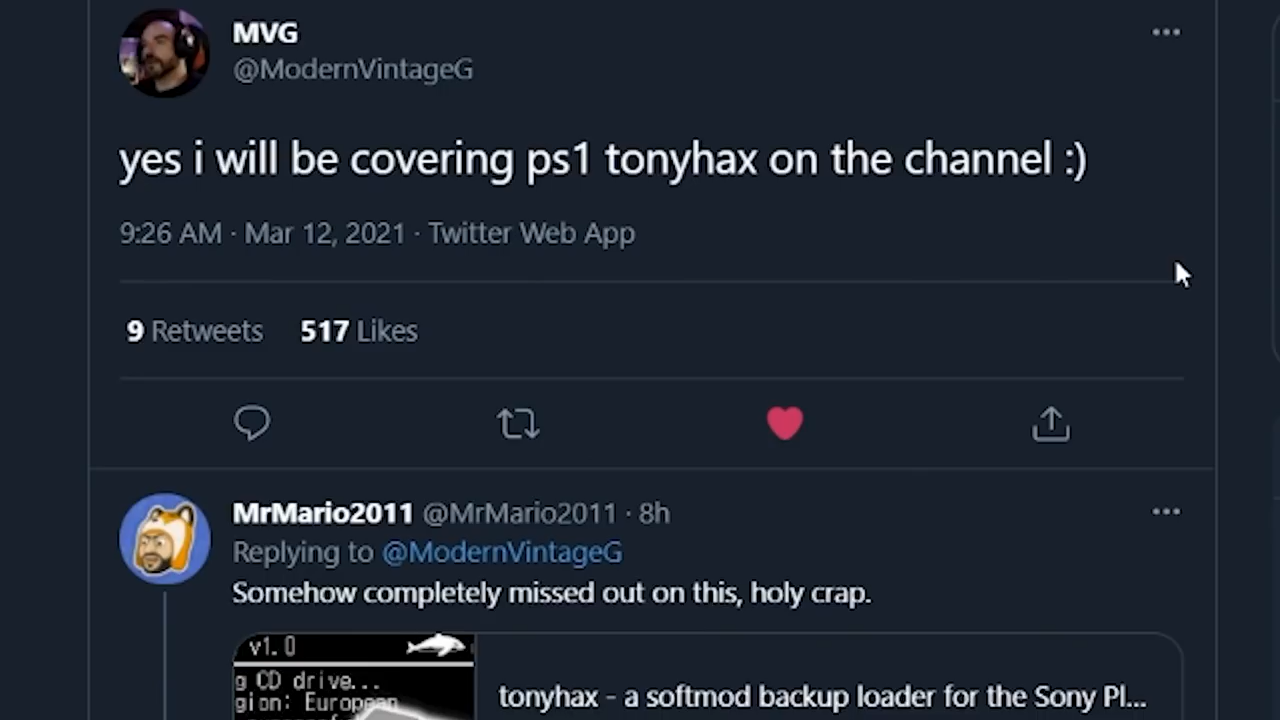 MVG
@ModernVintageG
yes i will be covering ps1 tonyhax on the channel :)
9:26 AM · Mar 12, 2021 · Twitter Web App
9 Retweets 517 Likes
MrMario2011 @MrMario2011 · 8h
Replying to @ModernVintageG
Somehow completely missed out on this, holy crap.
v1.0
g CD drive...
gion: European
tonyhax - a softmod backup loader for the Sony Pl...